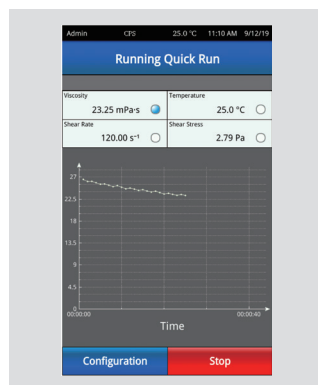 Admin CPS 25.0 °C 11:10 AM 9/12/19
Running Quick Run
Viscosity Temperature
23.25 mPa·s 25.0 °C
Shear Rate Shear Stress
120.00 s⁻¹ 2.79 Pa
27
22.5
18
13.5
9
4.5
0
00:00:00 00:00:40
Time
Configuration Stop